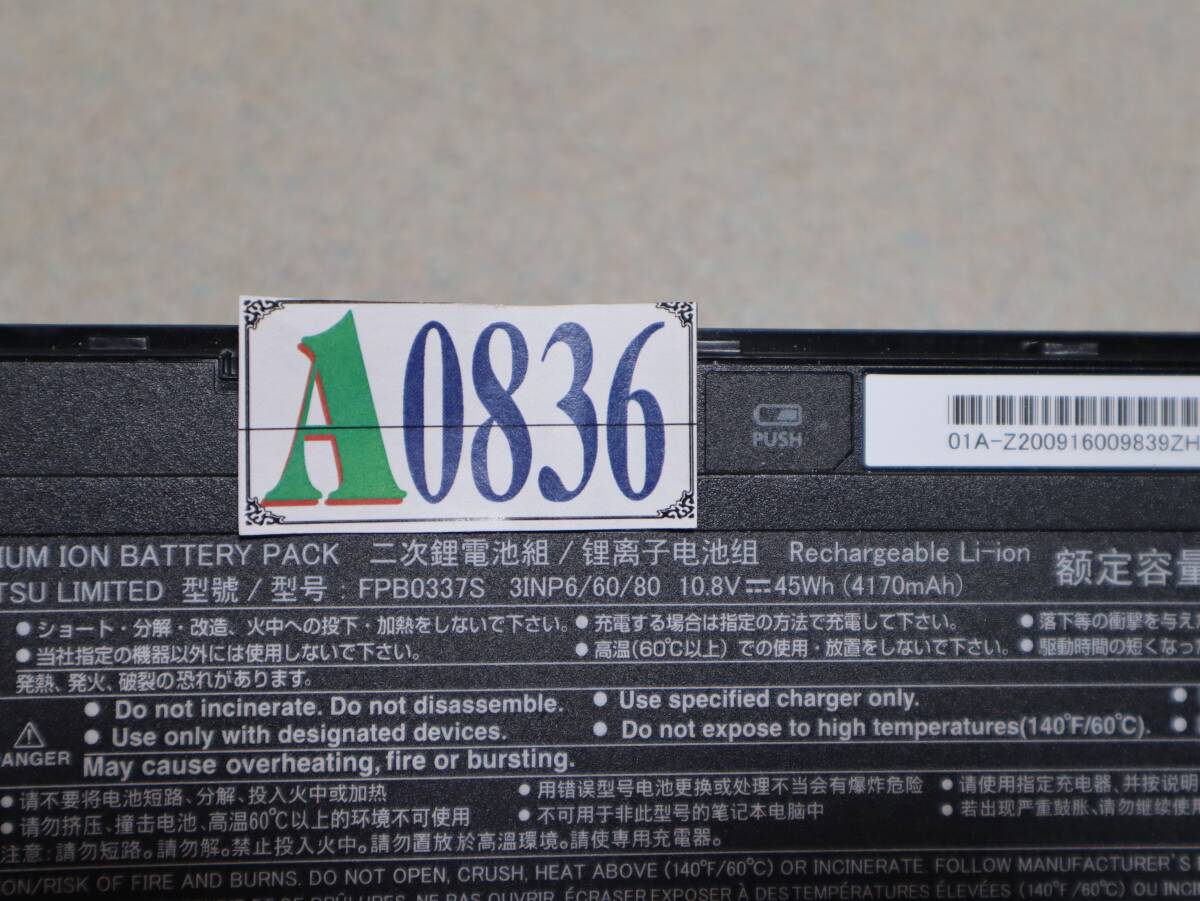 A0836
PUSH
01A-Z200916009839ZH
IUM ION BATTERY PACK 二次鋰電池組/锂离子电池组 Rechargeable Li-ion
TSU LIMITED 型號/型号: FPB0337S 3INP6/60/80 10.8V⎓45Wh (4170mAh)
额定容量
●ショート・分解・改造、火中への投下・加熱をしないで下さい。 ●充電する場合は指定の方法で充電して下さい。 ●落下等の衝撃を与え
●当社指定の機器以外には使用しないで下さい。 ●高温(60℃以上)での使用・放置をしないで下さい。 ●駆動時間の短くなっ
発熱、発火、破裂の恐れがあります。
● Do not incinerate. Do not disassemble. ● Use specified charger only. ●
● Use only with designated devices. ● Do not expose to high temperatures(140°F/60°C). ●
DANGER May cause overheating, fire or bursting.
●请不要将电池短路、分解、投入火中或加热 ●用错误型号电池更换或处理不当会有爆炸危险 ●请使用指定充电器、并按说明
●请勿挤压、撞击电池、高温60℃以上的环境不可使用 ●不可用于非此型号的笔记本电脑中 ●若出现严重鼓胀、请勿继续使
注意:請勿短路。請勿解。禁止投入火中。請勿置放於高溫環境。請使專用充電器。
ON/RISK OF FIRE AND BURNS. DO NOT OPEN, CRUSH, HEAT ABOVE (140°F/60°C) OR INCINERATE. FOLLOW MANUFACTURER'S
ET DE BRÛLURES. NE PAS OUVRIR, ÉCRASER EXPOSER À DES TEMPÉRATURES ÉLEVÉES (140°F /60°C) OU INCI